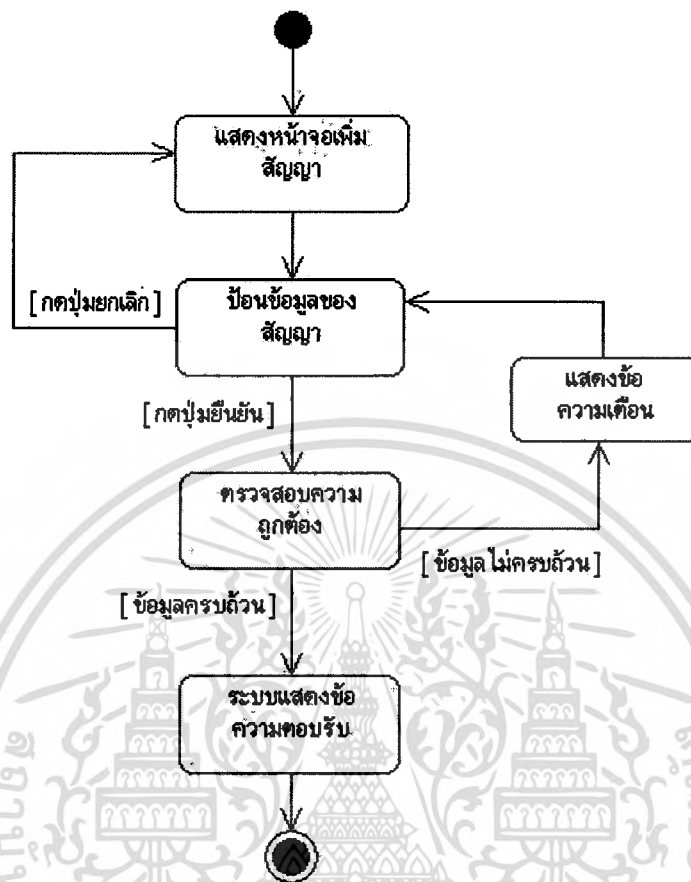 แสดงหน้าจอเพิ่ม
สัญญา
[กดปุ่มยกเลิก]
ป้อนข้อมูลของ
สัญญา
แสดงข้อ
ความเตือน
[กดปุ่มยืนยัน]
ตรวจสอบความ
ถูกต้อง
[ข้อมูลไม่ครบถ้วน]
[ข้อมูลครบถ้วน]
ระบบแสดงข้อ
ความตอบรับ